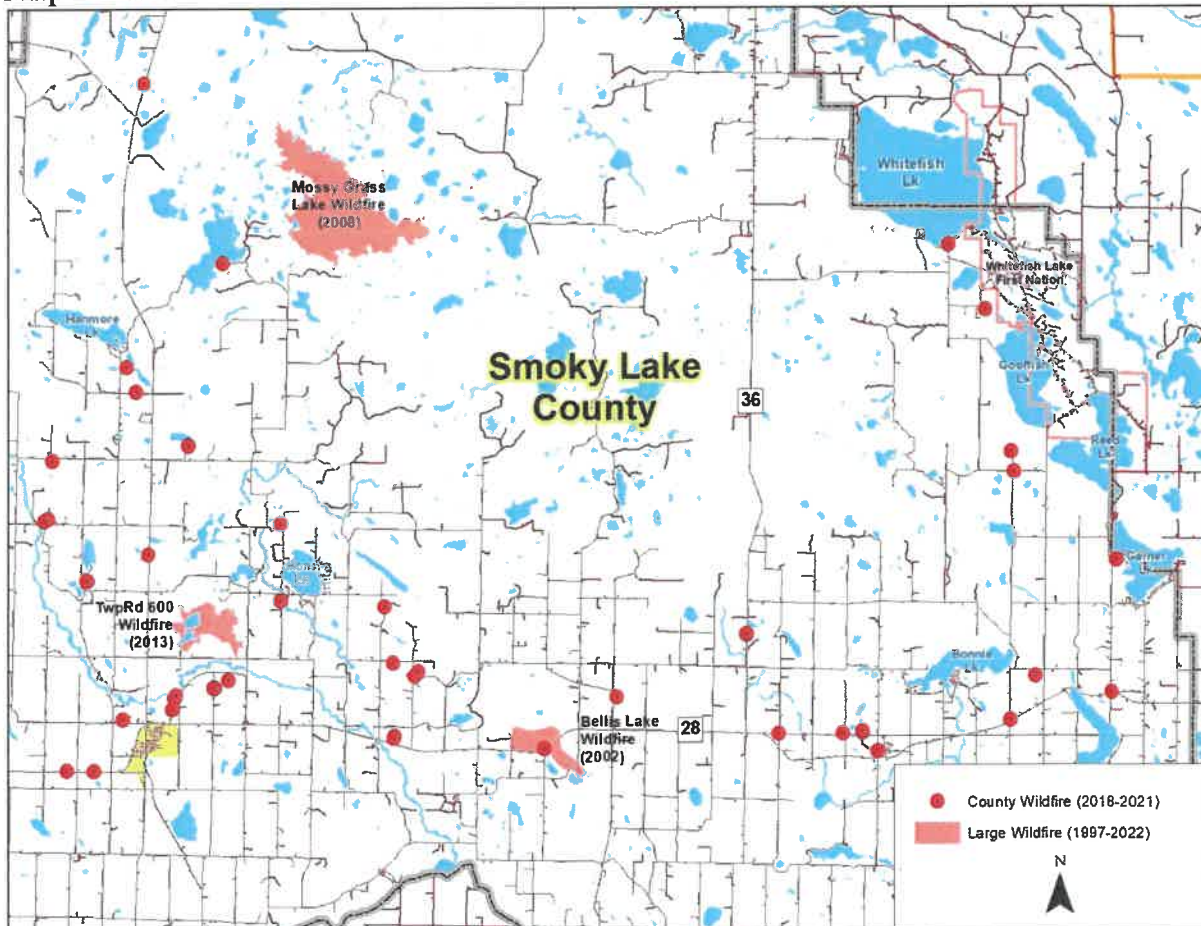 Mossy Grass
Lake Wildfire
(2008)
Whitefish
Lk
Whitefish Lake
First Nation
Hanmore
Lk
Smoky Lake
County
36
Goodfish
Lk
Reed
Lk
Garner
Lk
TwpRd 600
Wildfire
(2013)
Bonnie
Lk
Bellis Lake
Wildfire
(2002)
28
County Wildfire (2018-2021)
Large Wildfire (1997-2022)
N